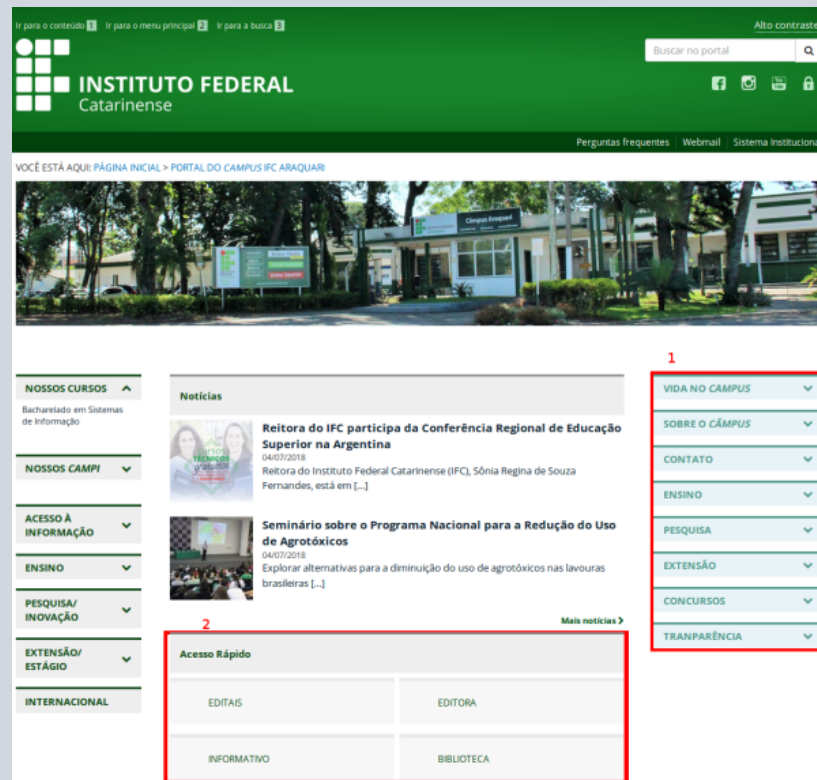 Ir para o conteúdo 1 Ir para o menu principal 2 Ir para a busca 3
Alto contraste
Buscar no portal
INSTITUTO FEDERAL
Catarinense
Perguntas frequentes Webmail Sistema Instituciona
VOCÊ ESTÁ AQUI: PÁGINA INICIAL > PORTAL DO CAMPUS IFC ARAQUARI
Câmpus Araquari
Ensino Superior
NOSSOS CURSOS
Bacharelado em Sistemas
de Informação
NOSSOS CAMPI
ACESSO À
INFORMAÇÃO
ENSINO
PESQUISA/
INOVAÇÃO
EXTENSÃO/
ESTÁGIO
INTERNACIONAL
Notícias
Reitora do IFC participa da Conferência Regional de Educação
Superior na Argentina
04/07/2018
Reitora do Instituto Federal Catarinense (IFC), Sônia Regina de Souza
Fernandes, está em [...]
TÉCNICOS
Seminário sobre o Programa Nacional para a Redução do Uso
de Agrotóxicos
04/07/2018
Explorar alternativas para a diminuição do uso de agrotóxicos nas lavouras
brasileiras [...]
Mais notícias
2
Acesso Rápido
EDITAIS
EDITORA
INFORMATIVO
BIBLIOTECA
1
VIDA NO CAMPUS
SOBRE O CÂMPUS
CONTATO
ENSINO
PESQUISA
EXTENSÃO
CONCURSOS
TRANPARÊNCIA